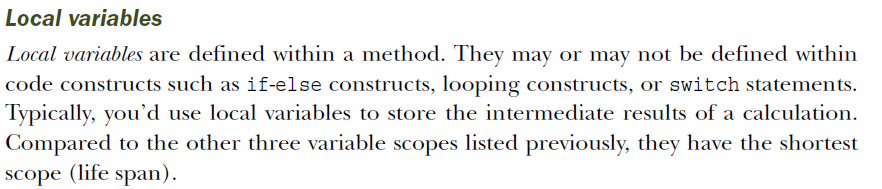 Local variables
Local variables are defined within a method. They may or may not be defined within
code constructs such as if-else constructs, looping constructs, or switch statements.
Typically, you’d use local variables to store the intermediate results of a calculation.
Compared to the other three variable scopes listed previously, they have the shortest
scope (life span).